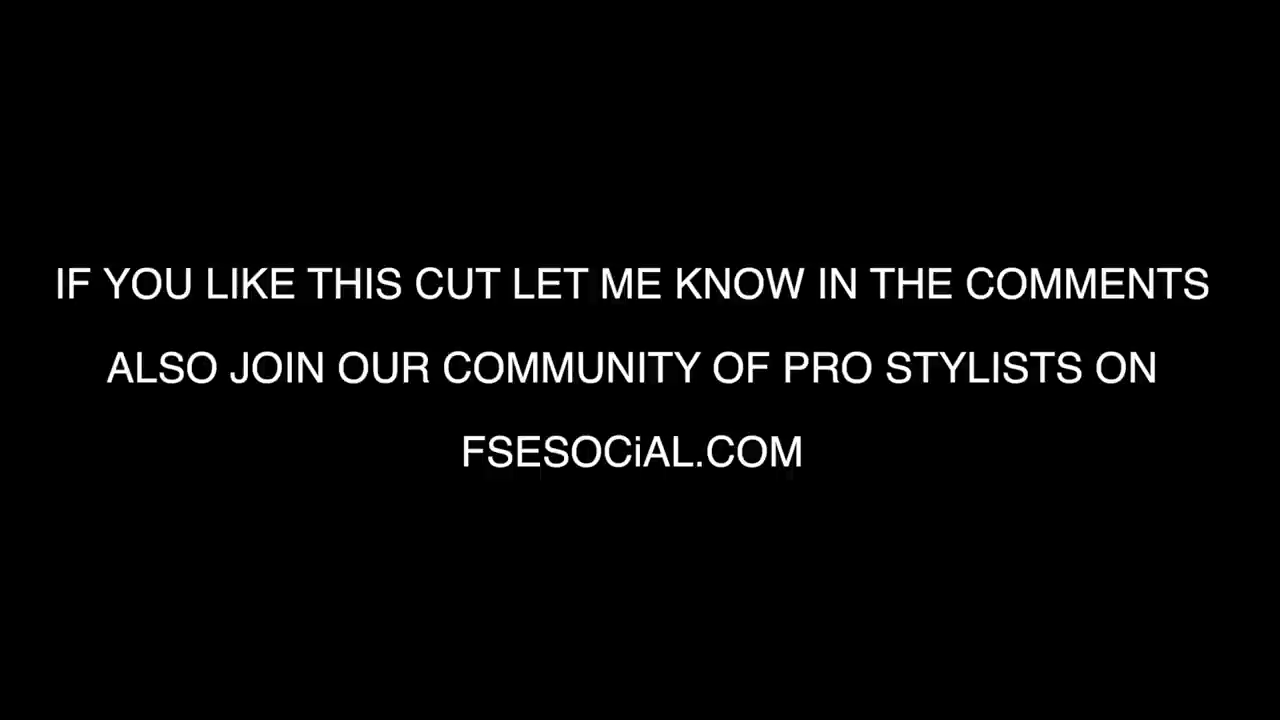 IF YOU LIKE THIS CUT LET ME KNOW IN THE COMMENTS
ALSO JOIN OUR COMMUNITY OF PRO STYLISTS ON
FSESOCiAL.COM